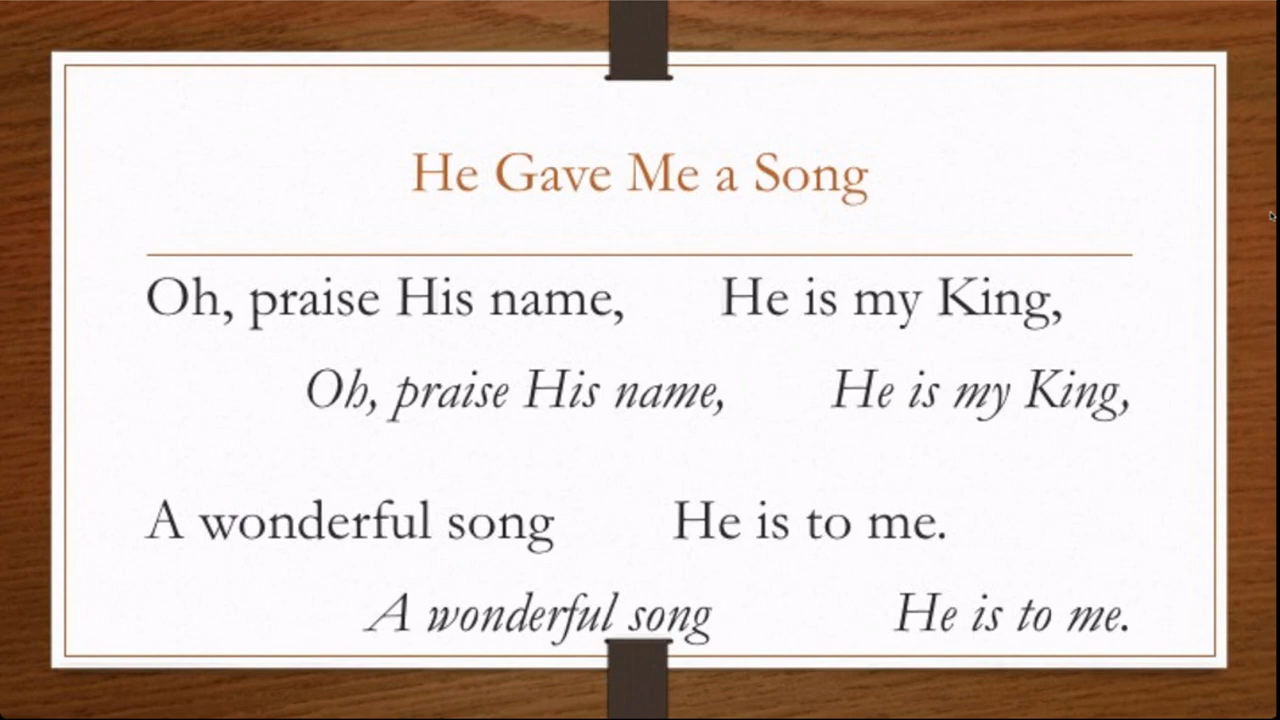 He Gave Me a Song
Oh, praise His name, He is my King,
Oh, praise His name, He is my King,
A wonderful song He is to me.
A wonderful song He is to me.